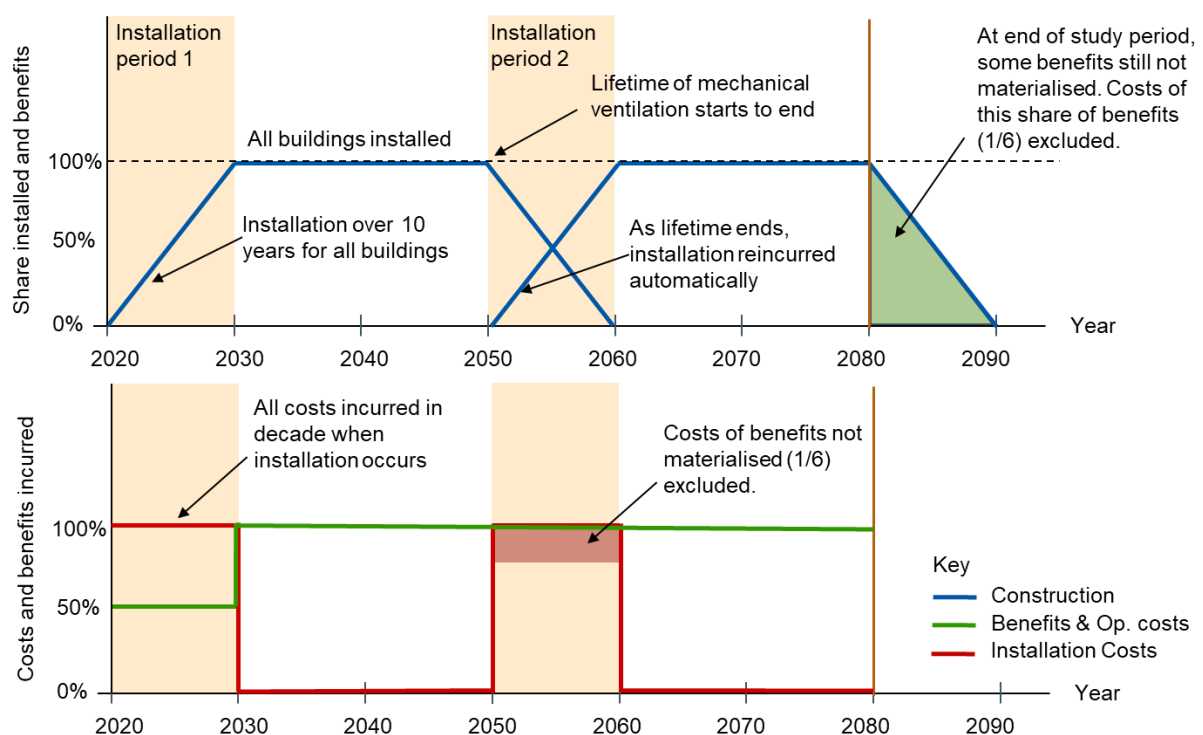 Installation
period 1
Installation
period 2
At end of study period,
some benefits still not
materialised. Costs of
this share of benefits
(1/6) excluded.
Lifetime of mechanical
ventilation starts to end
All buildings installed
Share installed and benefits
100%
50%
0%
Installation over 10
years for all buildings
As lifetime ends,
installation reincurred
automatically
Year
2020 2030 2040 2050 2060 2070 2080 2090
Costs and benefits incurred
All costs incurred in
decade when
installation occurs
Costs of benefits not
materialised (1/6)
excluded.
100%
50%
0%
Key
Construction
Benefits & Op. costs
Installation Costs
Year
2020 2030 2040 2050 2060 2070 2080 2090